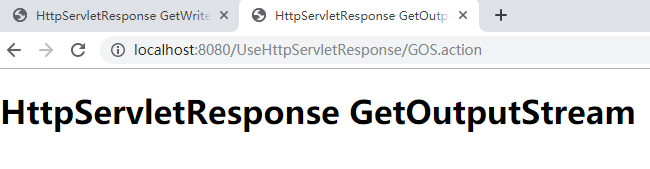 HttpServletResponse GetWrite
HttpServletResponse GetOutp
localhost:8080/UseHttpServletResponse/GOS.action
HttpServletResponse GetOutputStream